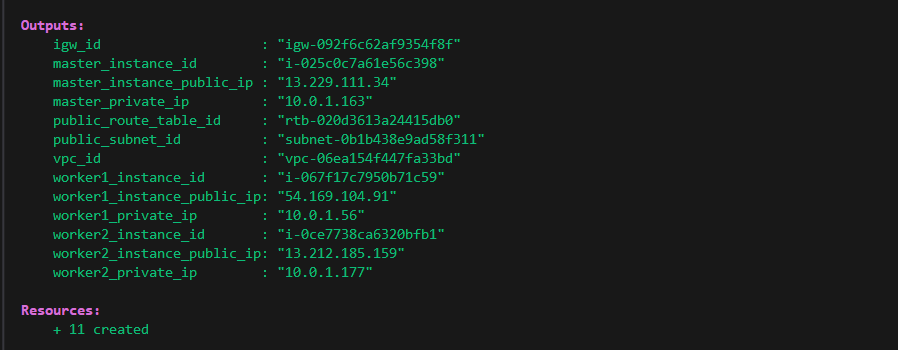 Outputs:
igw_id : "igw-092f6c62af9354f8f"
master_instance_id : "i-025c0c7a61e56c398"
master_instance_public_ip : "13.229.111.34"
master_private_ip : "10.0.1.163"
public_route_table_id : "rtb-020d3613a24415db0"
public_subnet_id : "subnet-0b1b438e9ad58f311"
vpc_id : "vpc-06ea154f447fa33bd"
worker1_instance_id : "i-067f17c7950b71c59"
worker1_instance_public_ip: "54.169.104.91"
worker1_private_ip : "10.0.1.56"
worker2_instance_id : "i-0ce7738ca6320bfb1"
worker2_instance_public_ip: "13.212.185.159"
worker2_private_ip : "10.0.1.177"
Resources:
+ 11 created